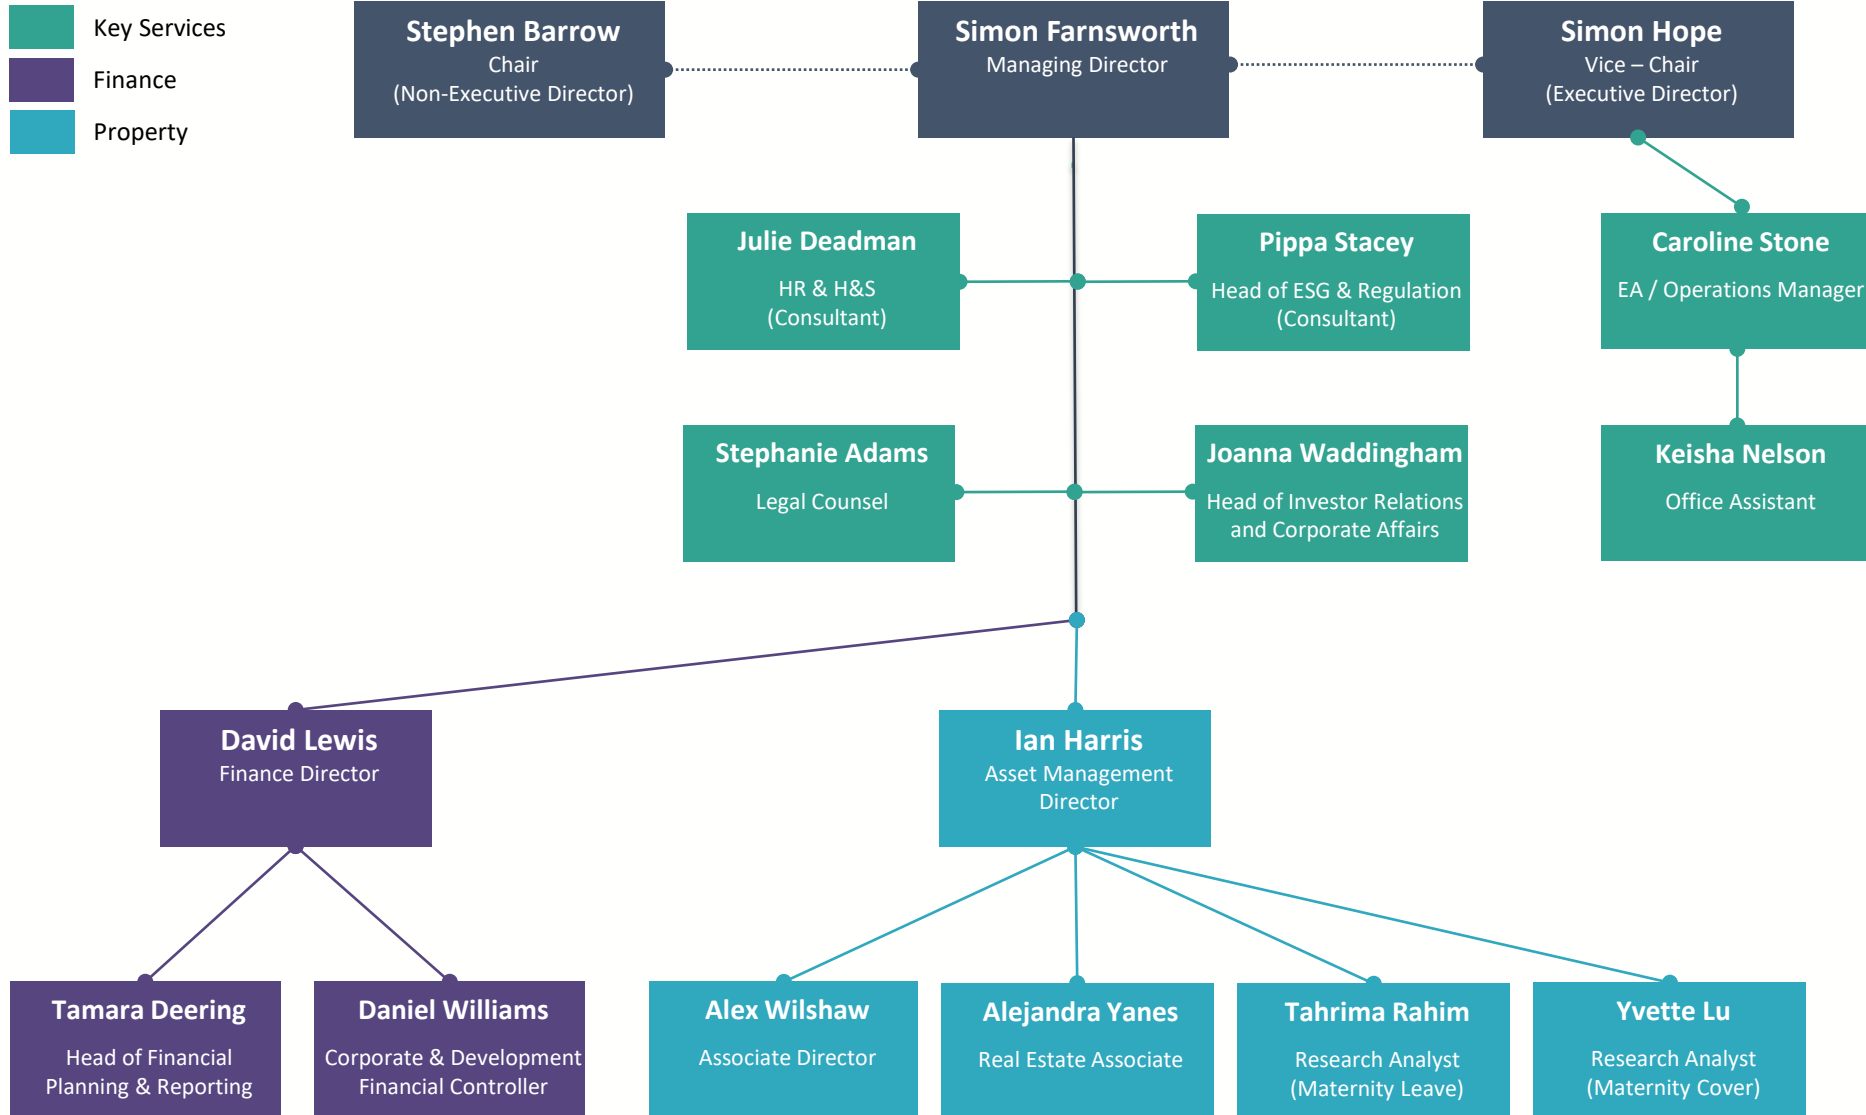 Key Services
Finance
Property
Stephen Barrow
Chair
(Non-Executive Director)
Simon Farnsworth
Managing Director
Simon Hope
Vice – Chair
(Executive Director)
Julie Deadman
HR & H&S
(Consultant)
Pippa Stacey
Head of ESG & Regulation
(Consultant)
Caroline Stone
EA / Operations Manager
Stephanie Adams
Legal Counsel
Joanna Waddingham
Head of Investor Relations
and Corporate Affairs
Keisha Nelson
Office Assistant
David Lewis
Finance Director
Ian Harris
Asset Management
Director
Tamara Deering
Head of Financial
Planning & Reporting
Daniel Williams
Corporate & Development
Financial Controller
Alex Wilshaw
Associate Director
Alejandra Yanes
Real Estate Associate
Tahrima Rahim
Research Analyst
(Maternity Leave)
Yvette Lu
Research Analyst
(Maternity Cover)